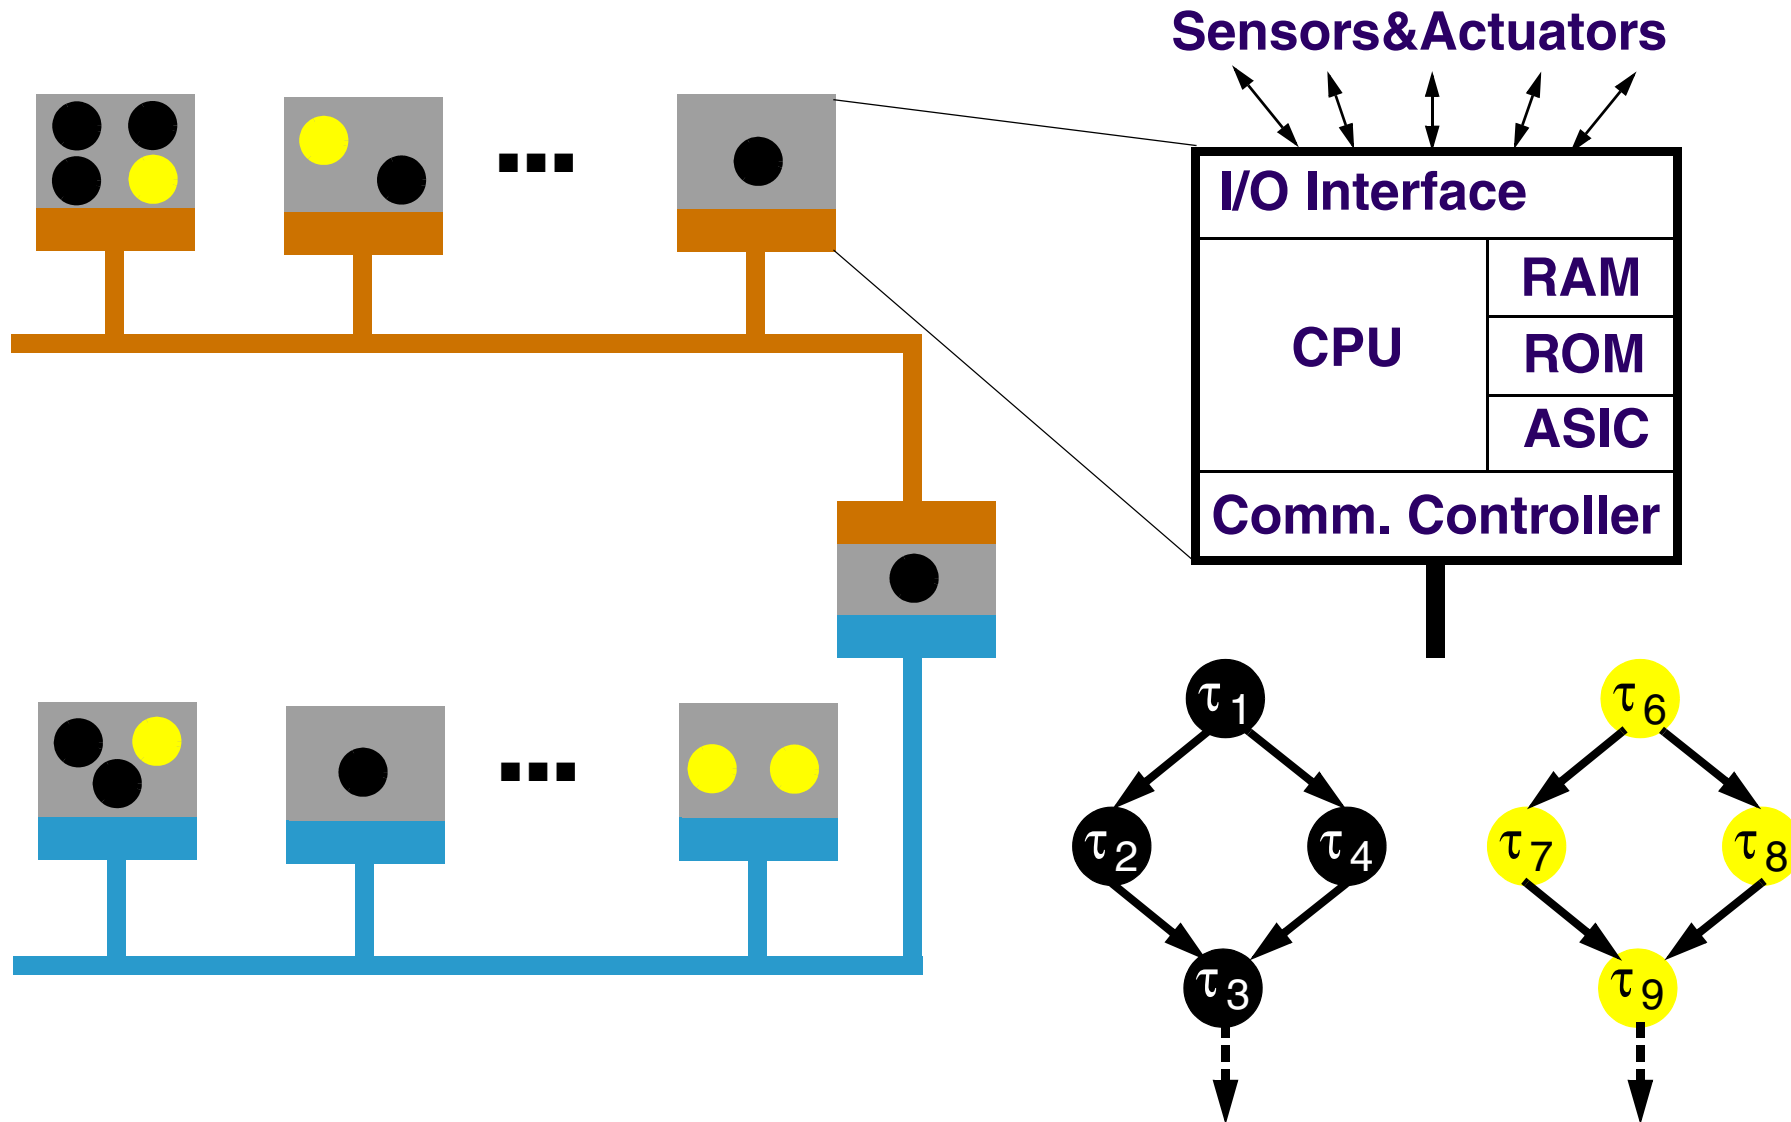 Sensors&Actuators
I/O Interface
CPU
RAM
ROM
ASIC
Comm. Controller
τ1
τ2
τ4
τ3
τ6
τ7
τ8
τ9